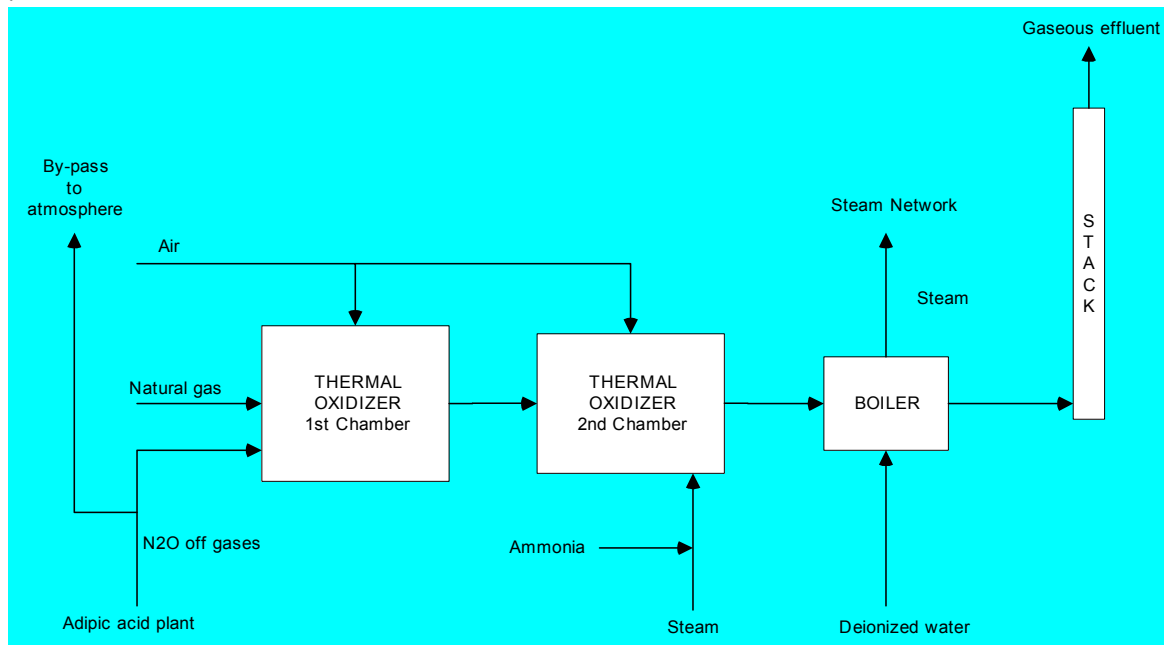 Gaseous effluent
By-pass
to
atmosphere
Steam Network
S
T
A
C
K
Air
Steam
Natural gas
THERMAL
OXIDIZER
1st Chamber
THERMAL
OXIDIZER
2nd Chamber
BOILER
N2O off gases
Ammonia
Adipic acid plant
Steam
Deionized water